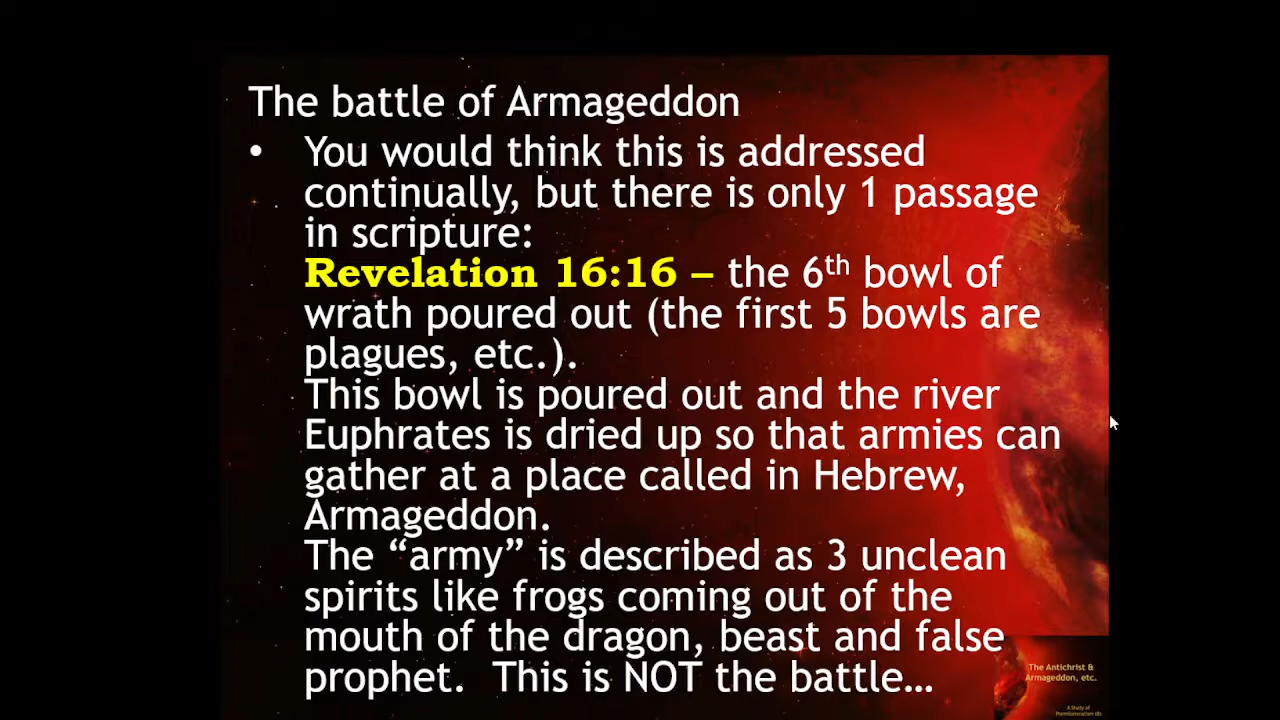 The battle of Armageddon
• You would think this is addressed
continually, but there is only 1 passage
in scripture:
Revelation 16:16 – the 6th bowl of
wrath poured out (the first 5 bowls are
plagues, etc.).
This bowl is poured out and the river
Euphrates is dried up so that armies can
gather at a place called in Hebrew,
Armageddon.
The “army” is described as 3 unclean
spirits like frogs coming out of the
mouth of the dragon, beast and false
prophet. This is NOT the battle…
The Antichrist &
Armageddon, etc.
A Study of
Premillennialism